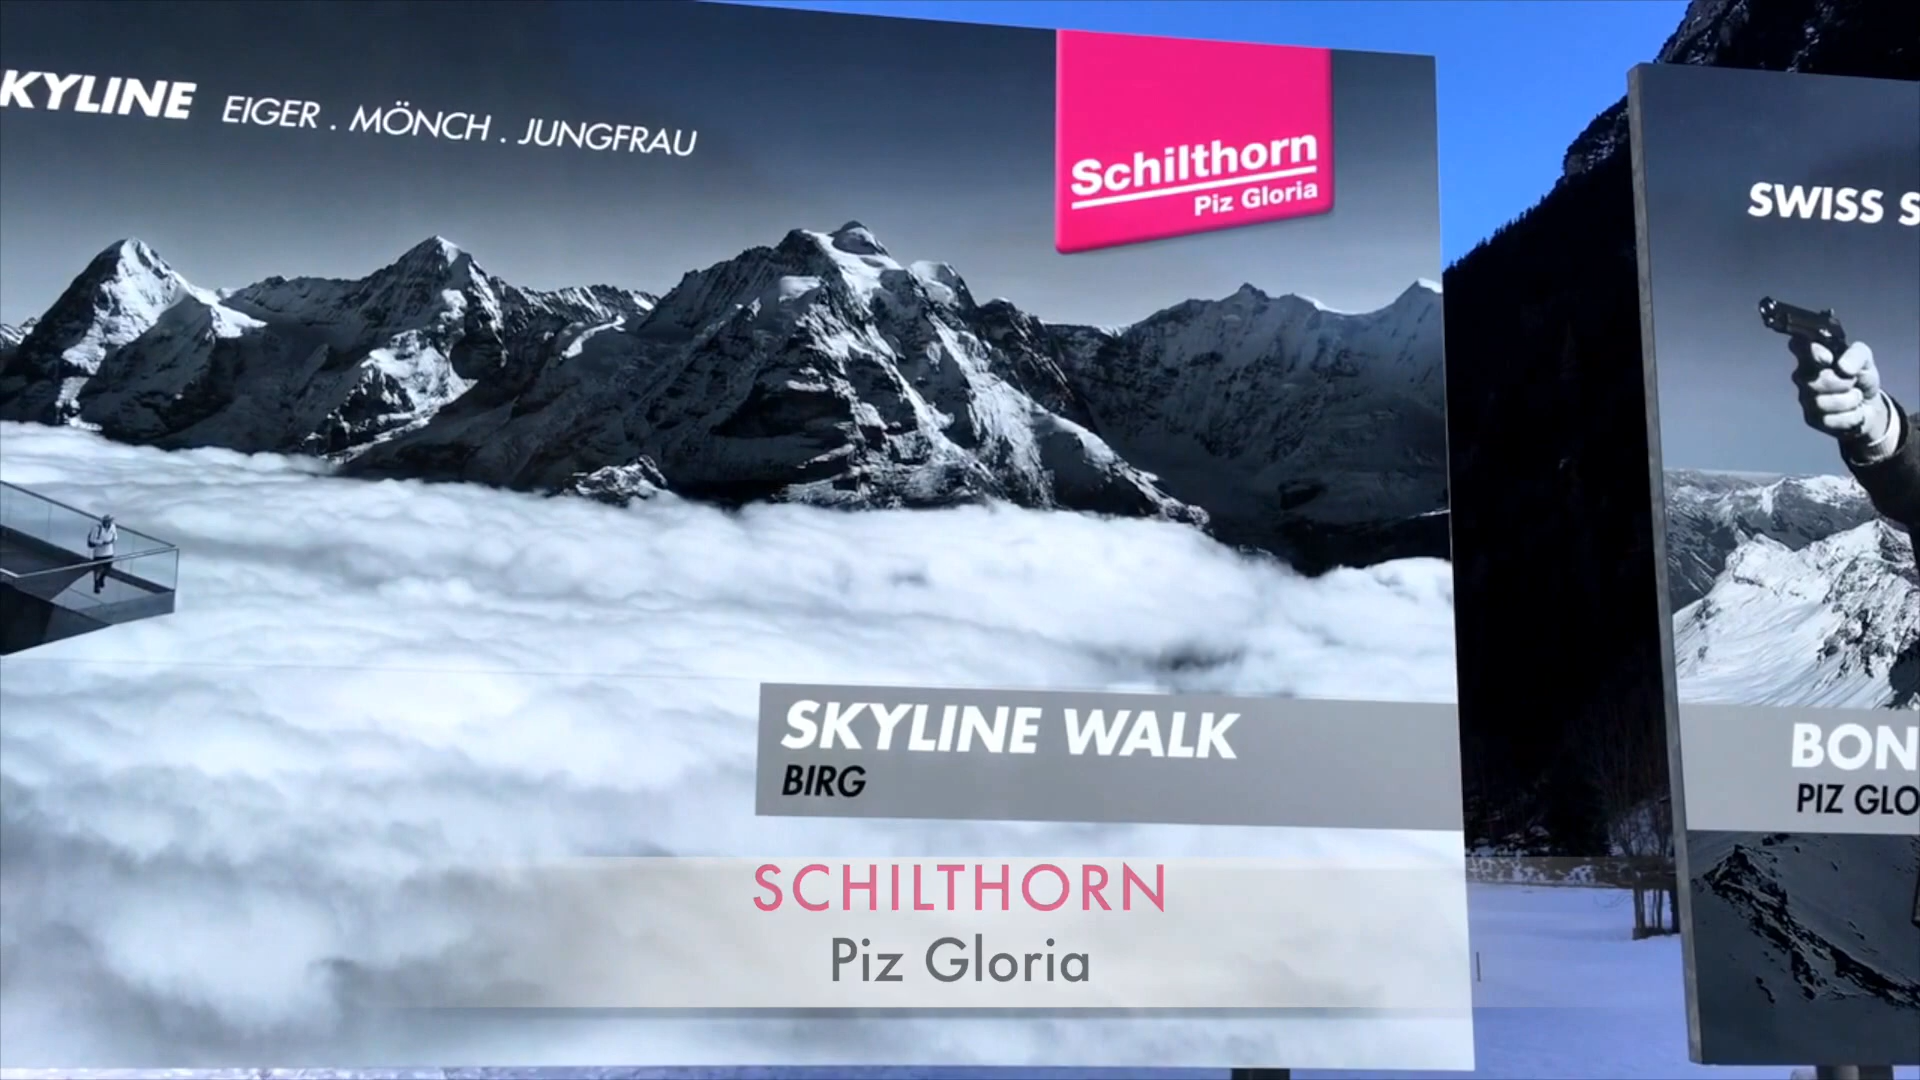 KYLINE EIGER . MÖNCH . JUNGFRAU
Schilthorn
Piz Gloria
SWISS S
SKYLINE WALK
BIRG
BON
PIZ GLO
SCHILTHORN
Piz Gloria